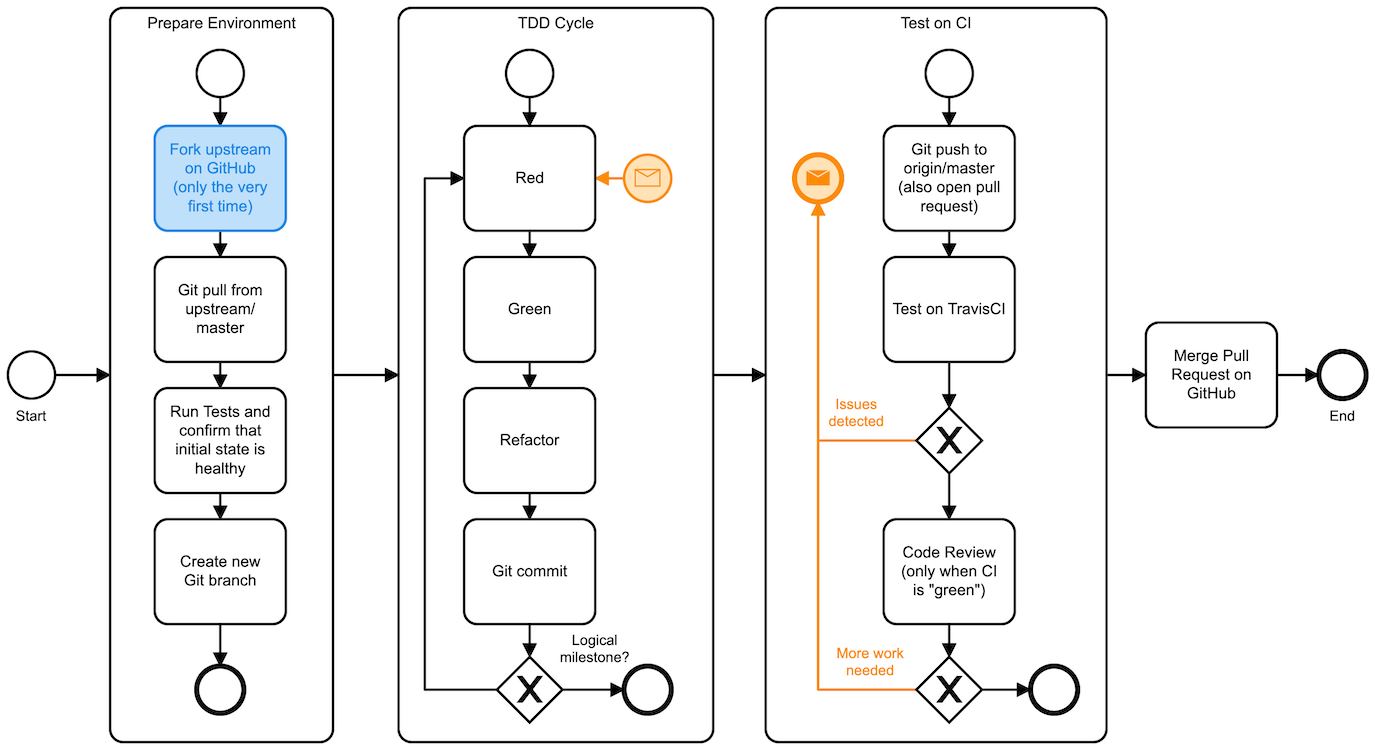 Prepare Environment
Fork upstream
on GitHub
(only the very
first time)
Git pull from
upstream/
master
Run Tests and
confirm that
initial state is
healthy
Create new
Git branch
Start
TDD Cycle
Red
Green
Refactor
Git commit
Logical
milestone?
Test on CI
Git push to
origin/master
(also open pull
request)
Test on TravisCI
Issues
detected
Code Review
(only when CI
is "green")
More work
needed
Merge Pull
Request on
GitHub
End